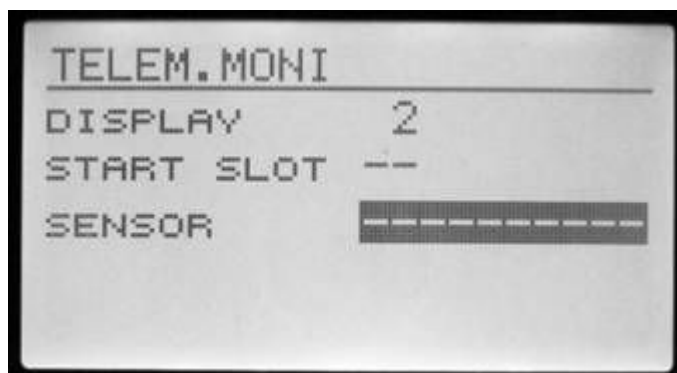 TELEM.MONI
DISPLAY 2
START SLOT --
SENSOR ----------